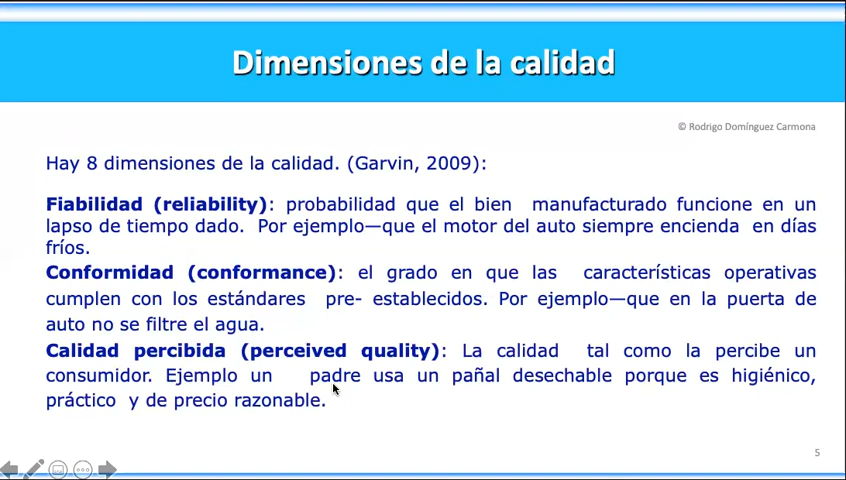 Dimensiones de la calidad
© Rodrigo Domínguez Carmona
Hay 8 dimensiones de la calidad. (Garvin, 2009):
Fiabilidad (reliability): probabilidad que el bien manufacturado funcione en un
lapso de tiempo dado. Por ejemplo—que el motor del auto siempre encienda en días
fríos.
Conformidad (conformance): el grado en que las características operativas
cumplen con los estándares pre- establecidos. Por ejemplo—que en la puerta de
auto no se filtre el agua.
Calidad percibida (perceived quality): La calidad tal como la percibe un
consumidor. Ejemplo un padre usa un pañal desechable porque es higiénico,
práctico y de precio razonable.
5